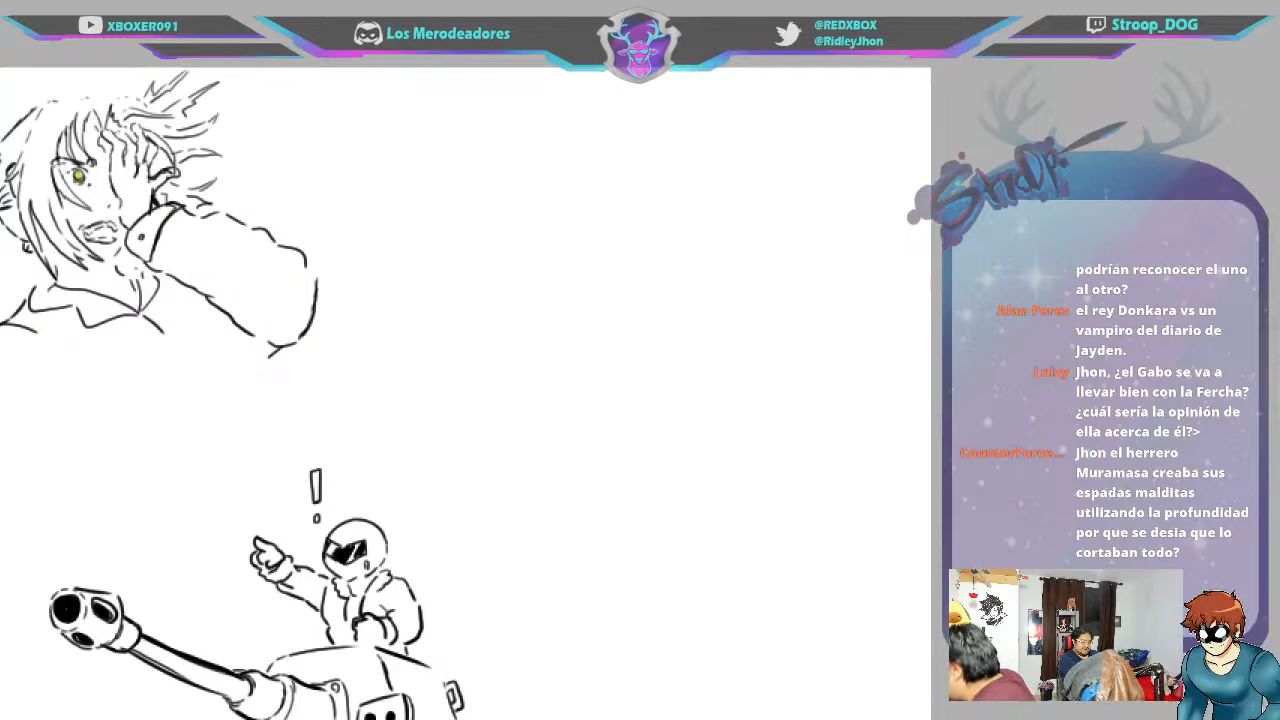 XBOXER091
Los Merodeadores
@REDXBOX
@RidleyJhon
Stroop_DOG
StroOp
podrían reconocer el uno
al otro?
Alan Perez el rey Donkara vs un
vampiro del diario de
Jayden.
Luisy Jhon, ¿el Gabo se va a
llevar bien con la Fercha?
¿cuál sería la opinión de
ella acerca de él?>
CounterForce... Jhon el herrero
Muramasa creaba sus
espadas malditas
utilizando la profundidad
por que se desia que lo
cortaban todo?
!